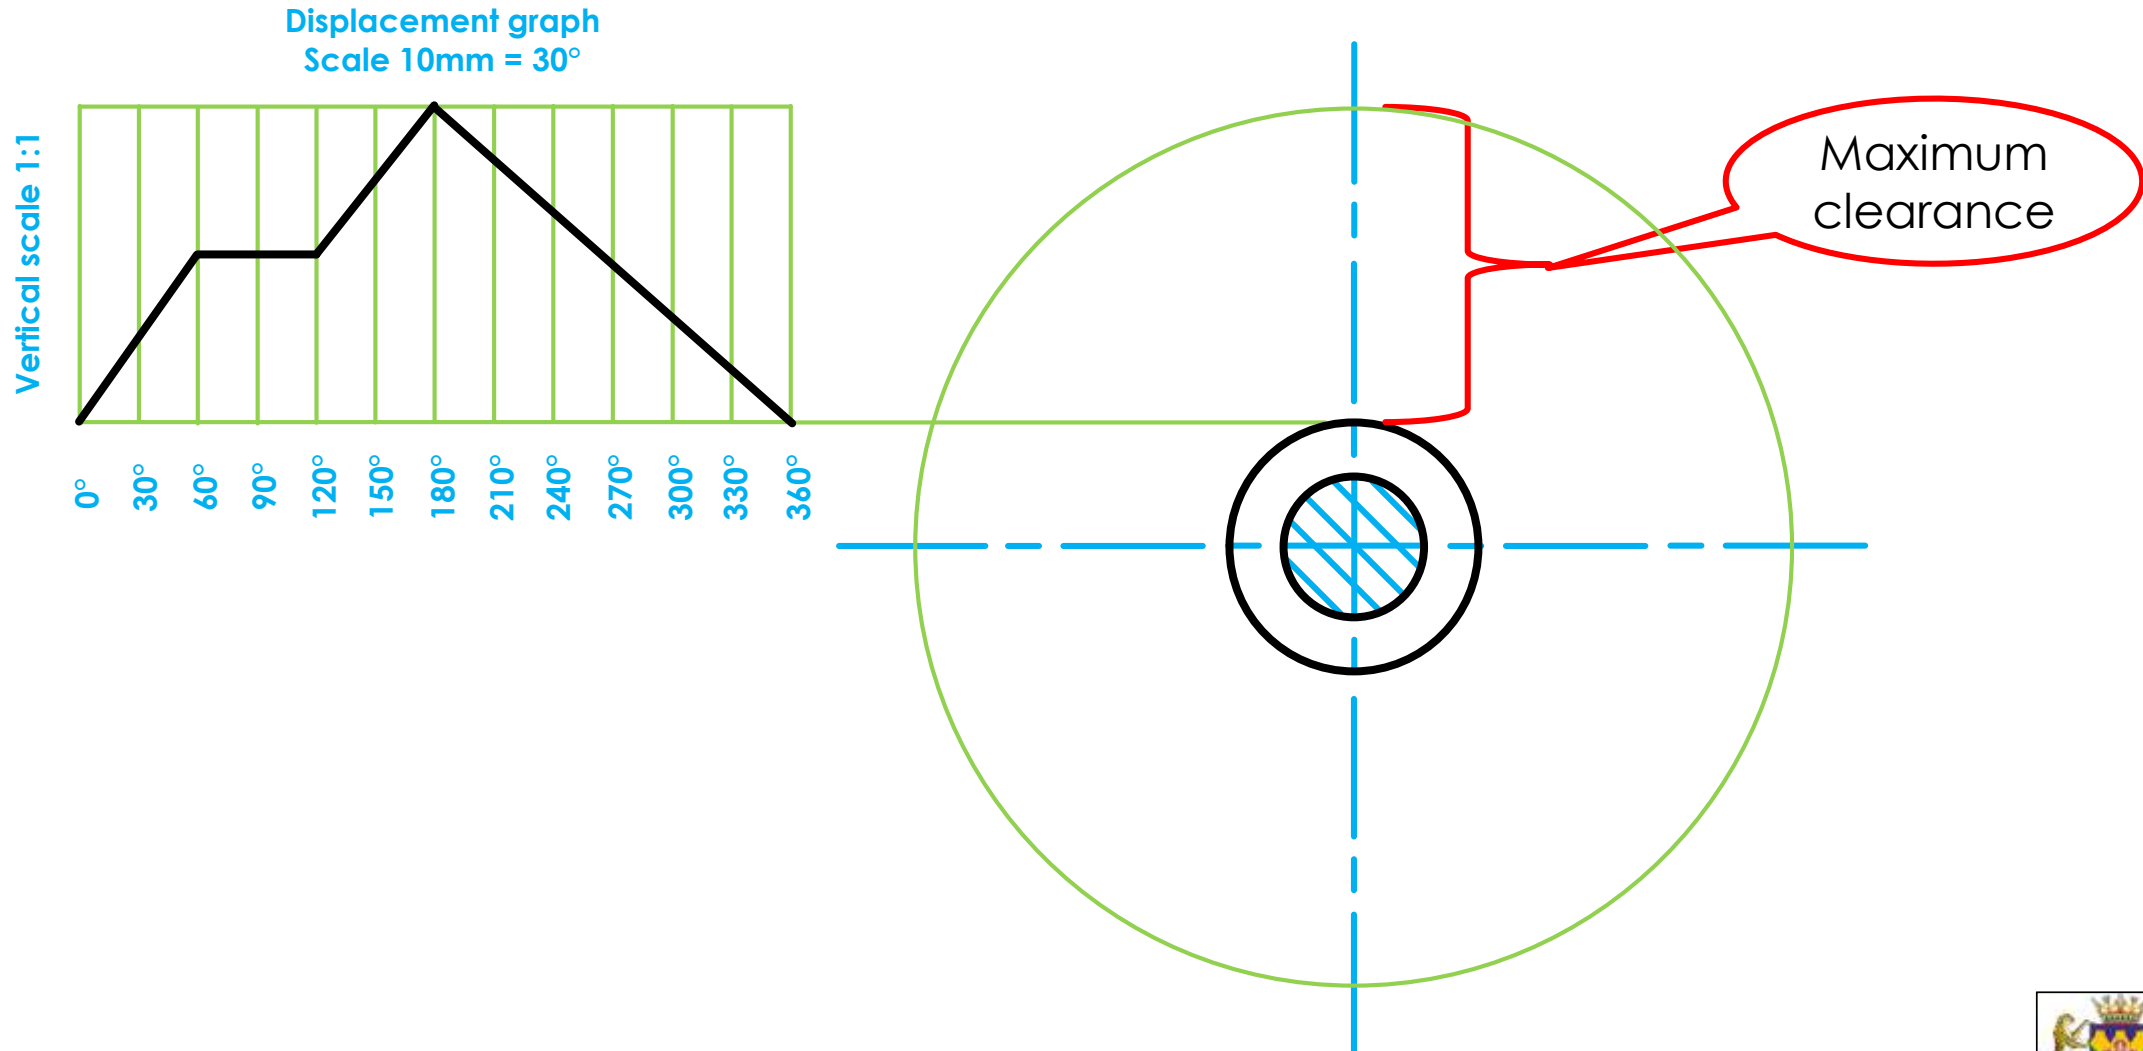 Displacement graph
Scale 10mm = 30°
Vertical scale 1:1
Maximum
clearance
0°
30°
60°
90°
120°
150°
180°
210°
240°
270°
300°
330°
360°